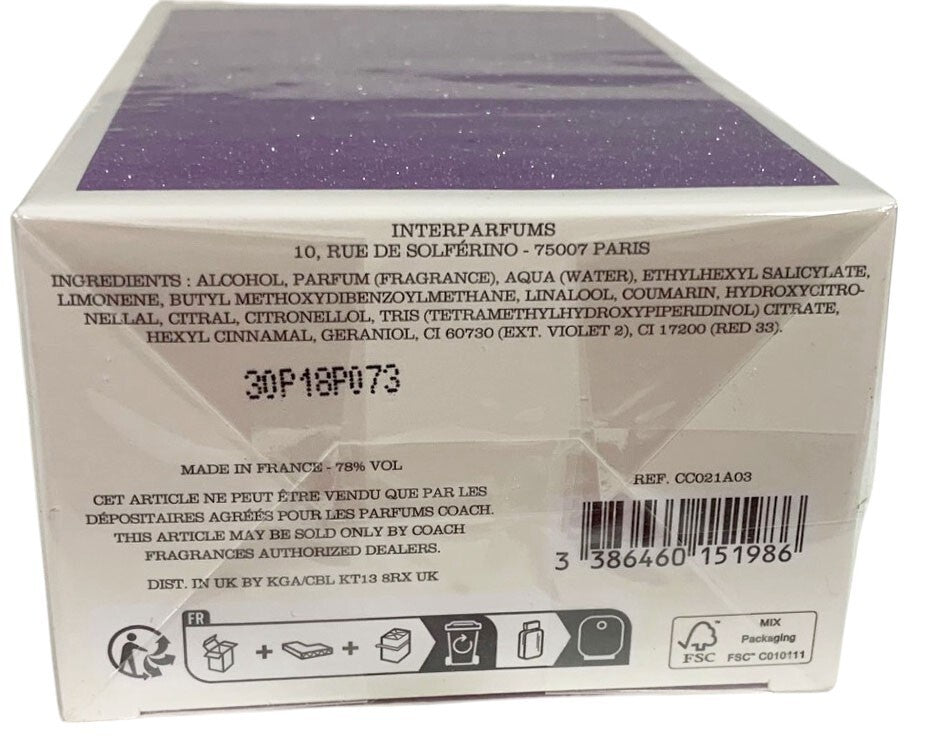 INTERPARFUMS
10, RUE DE SOLFÉRINO - 75007 PARIS
INGREDIENTS : ALCOHOL, PARFUM (FRAGRANCE), AQUA (WATER), ETHYLHEXYL SALICYLATE,
LIMONENE, BUTYL METHOXYDIBENZOYLMETHANE, LINALOOL, COUMARIN, HYDROXYCITRO-
NELLAL, CITRAL, CITRONELLOL, TRIS (TETRAMETHYLHYDROXYPIPERIDINOL) CITRATE,
HEXYL CINNAMAL, GERANIOL, CI 60730 (EXT. VIOLET 2), CI 17200 (RED 33).
30P18P073
MADE IN FRANCE - 78% VOL
CET ARTICLE NE PEUT ÊTRE VENDU QUE PAR LES
DÉPOSITAIRES AGRÉÉS POUR LES PARFUMS COACH.
THIS ARTICLE MAY BE SOLD ONLY BY COACH
FRAGRANCES AUTHORIZED DEALERS.
DIST. IN UK BY KGA/CBL KT13 8RX UK
REF. CC021A03
3 386460 151986
FR
FSC
MIX
Packaging
FSC™ C010111